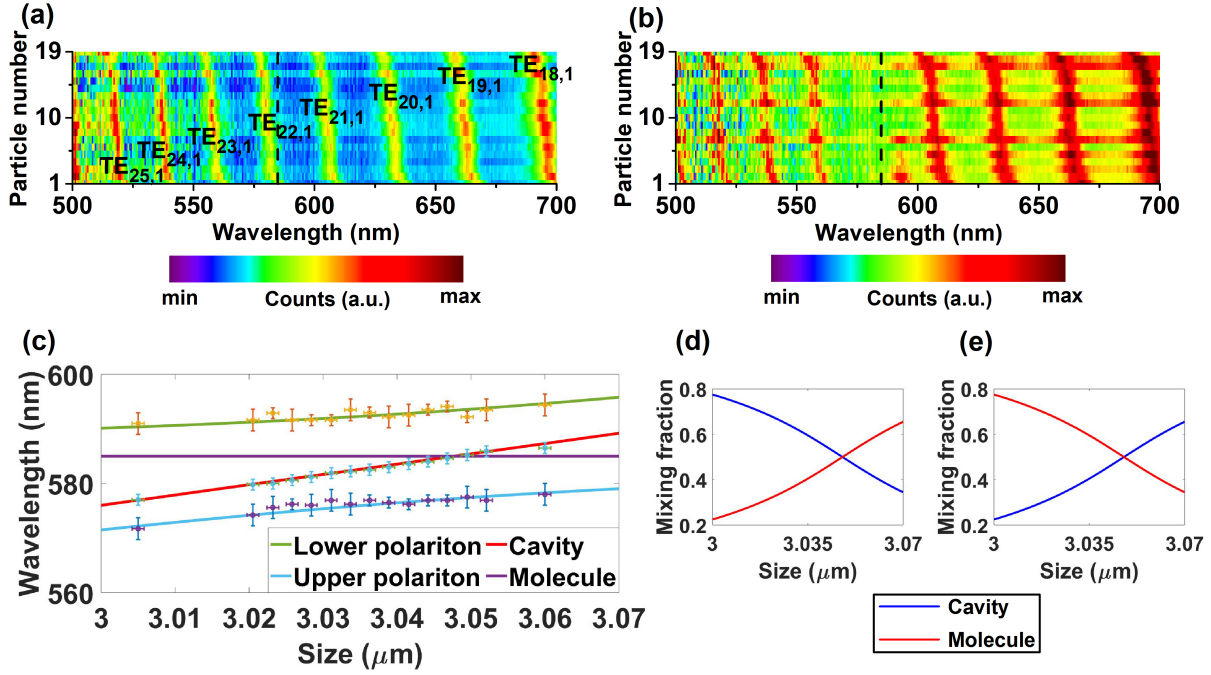 (a)
Particle number
19
10
1
TE25,1
TE24,1
TE23,1
TE22,1
TE21,1
TE20,1
TE19,1
TE18,1
500 550 600 650 700
Wavelength (nm)
min Counts (a.u.) max
(b)
Particle number
19
10
1
500 550 600 650 700
Wavelength (nm)
min Counts (a.u.) max
(c)
Wavelength (nm)
600
580
560
Lower polariton Cavity
Upper polariton Molecule
3 3.01 3.02 3.03 3.04 3.05 3.06 3.07
Size (μm)
(d)
Mixing fraction
0.8
0.6
0.4
0.2
3 3.035 3.07
Size (μm)
(e)
Mixing fraction
0.8
0.6
0.4
0.2
3 3.035 3.07
Size (μm)
Cavity
Molecule